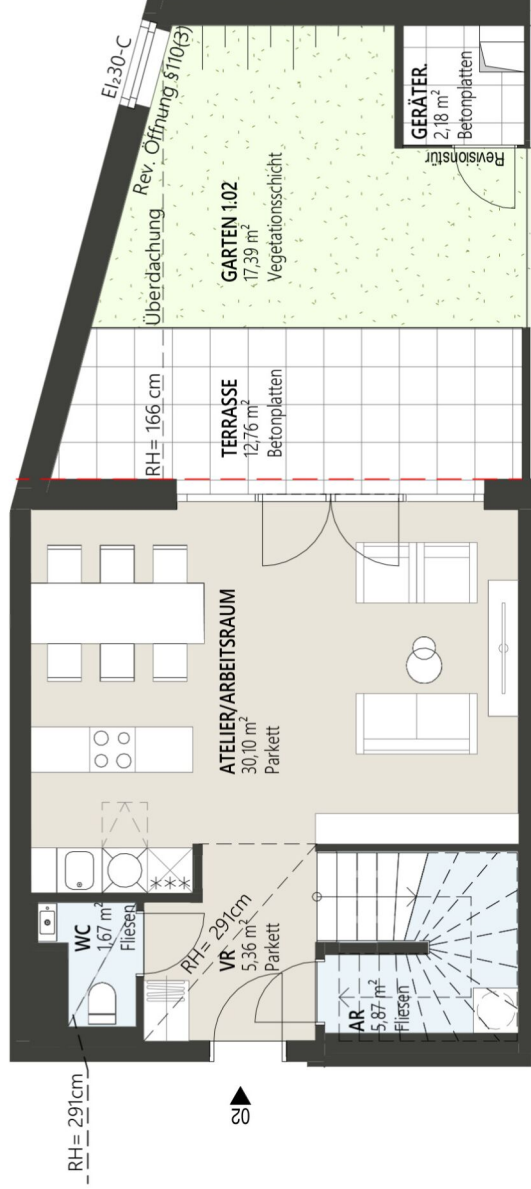 EI₂30-C
Rev. Öffnung §110(3)
GERÄTER.
2,18 m²
Betonplatten
Revisionstür
GARTEN 1.02
17,39 m²
Vegetationsschicht
Überdachung
RH= 166 cm
TERRASSE
12,76 m²
Betonplatten
ATELIER/ARBEITSRAUM
30,10 m²
Parkett
WC
1,67 m²
Fliesen
RH= 291cm
VR
5,36 m²
Parkett
AR
5,87 m²
Fliesen
RH= 291cm
02